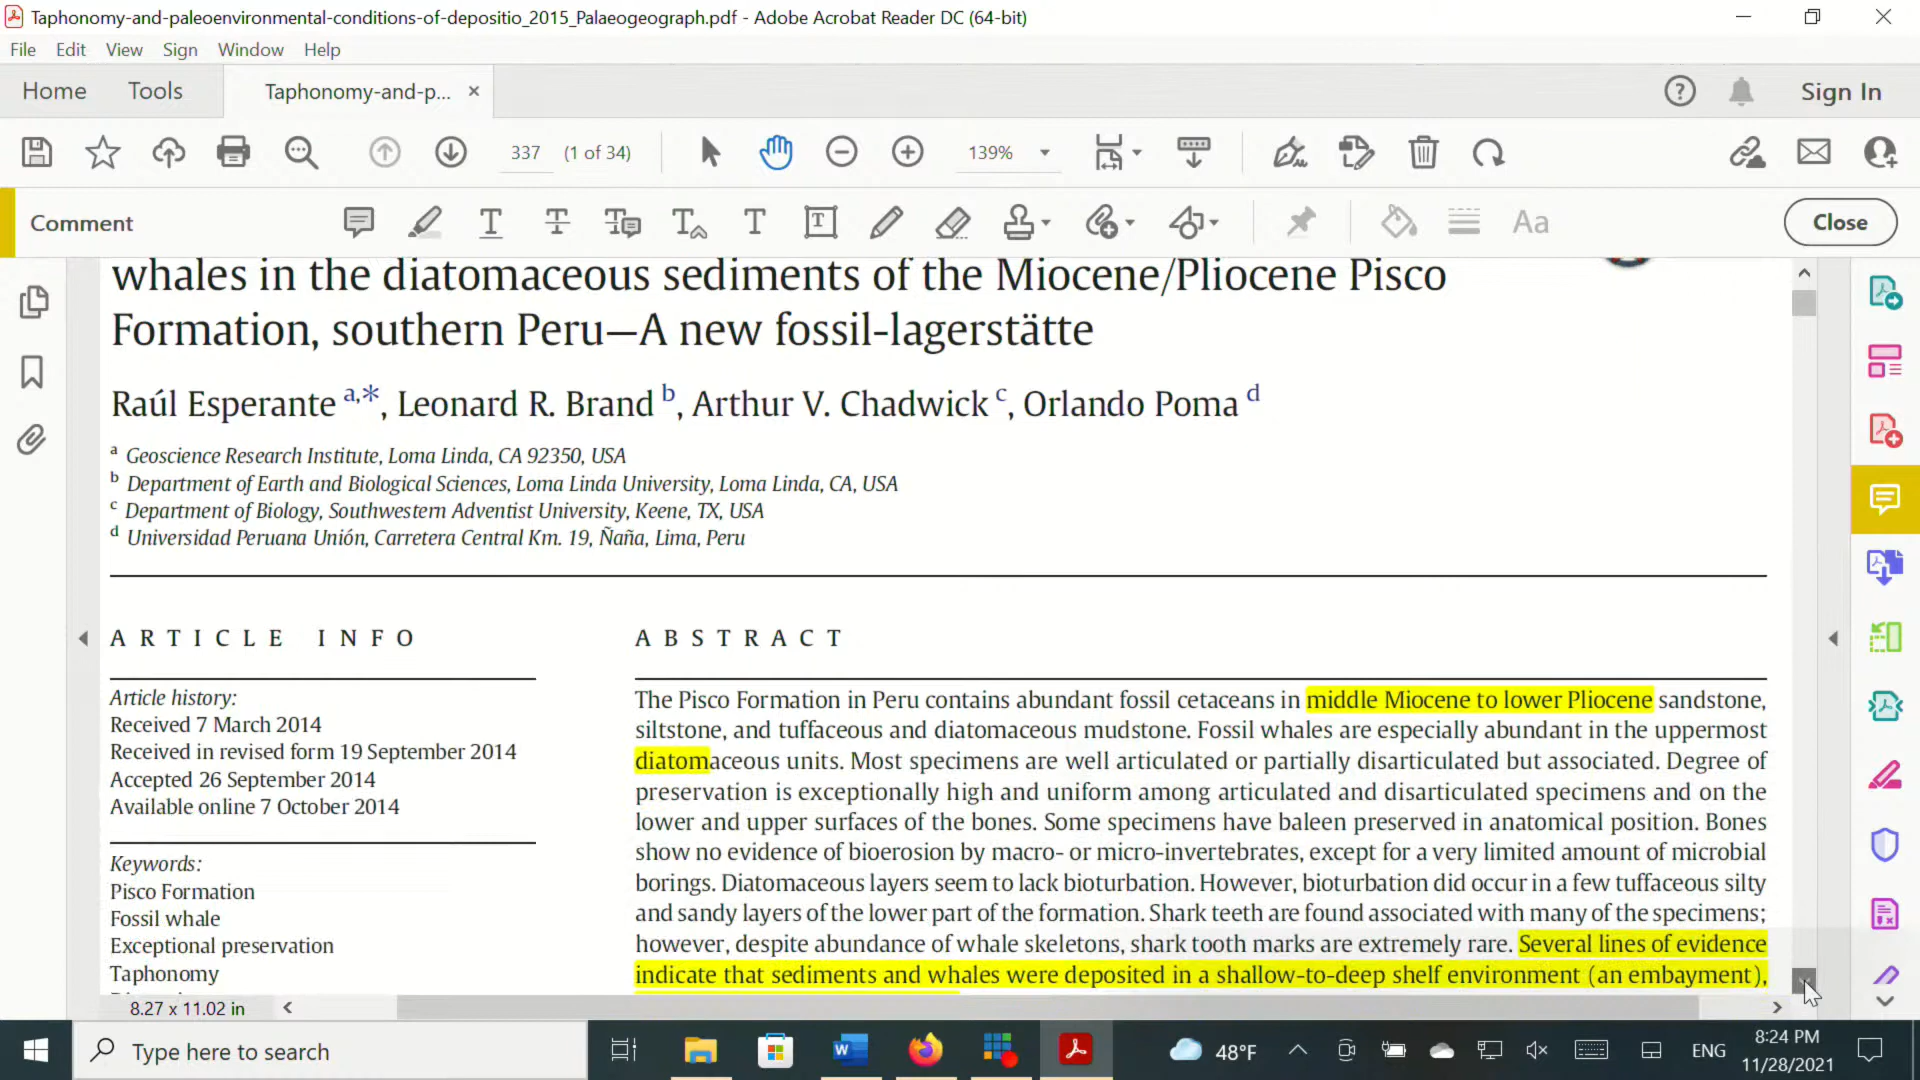 Taphonomy-and-paleoenvironmental-conditions-of-depositio_2015_Palaeogeograph.pdf - Adobe Acrobat Reader DC (64-bit)
File Edit View Sign Window Help
Home Tools Taphonomy-and-p... Sign In
337 (1 of 34) 139%
Comment Close
whales in the diatomaceous sediments of the Miocene/Pliocene Pisco
Formation, southern Peru—A new fossil-lagerstätte
Raúl Esperante a,*, Leonard R. Brand b, Arthur V. Chadwick c, Orlando Poma d
a Geoscience Research Institute, Loma Linda, CA 92350, USA
b Department of Earth and Biological Sciences, Loma Linda University, Loma Linda, CA, USA
c Department of Biology, Southwestern Adventist University, Keene, TX, USA
d Universidad Peruana Unión, Carretera Central Km. 19, Ñaña, Lima, Peru
ARTICLE INFO
Article history:
Received 7 March 2014
Received in revised form 19 September 2014
Accepted 26 September 2014
Available online 7 October 2014
Keywords:
Pisco Formation
Fossil whale
Exceptional preservation
Taphonomy
ABSTRACT
The Pisco Formation in Peru contains abundant fossil cetaceans in middle Miocene to lower Pliocene sandstone,
siltstone, and tuffaceous and diatomaceous mudstone. Fossil whales are especially abundant in the uppermost
diatomaceous units. Most specimens are well articulated or partially disarticulated but associated. Degree of
preservation is exceptionally high and uniform among articulated and disarticulated specimens and on the
lower and upper surfaces of the bones. Some specimens have baleen preserved in anatomical position. Bones
show no evidence of bioerosion by macro- or micro-invertebrates, except for a very limited amount of microbial
borings. Diatomaceous layers seem to lack bioturbation. However, bioturbation did occur in a few tuffaceous silty
and sandy layers of the lower part of the formation. Shark teeth are found associated with many of the specimens;
however, despite abundance of whale skeletons, shark tooth marks are extremely rare. Several lines of evidence
indicate that sediments and whales were deposited in a shallow-to-deep shelf environment (an embayment),
8.27 x 11.02 in
Type here to search
48°F
ENG
8:24 PM
11/28/2021